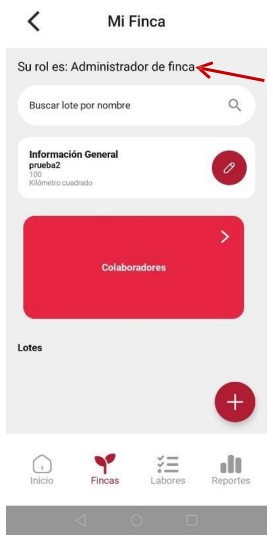 Mi Finca
Su rol es: Administrador de finca
Buscar lote por nombre
Información General
prueba2
100
Kilómetro cuadrado
Colaboradores
Lotes
Inicio
Fincas
Labores
Reportes